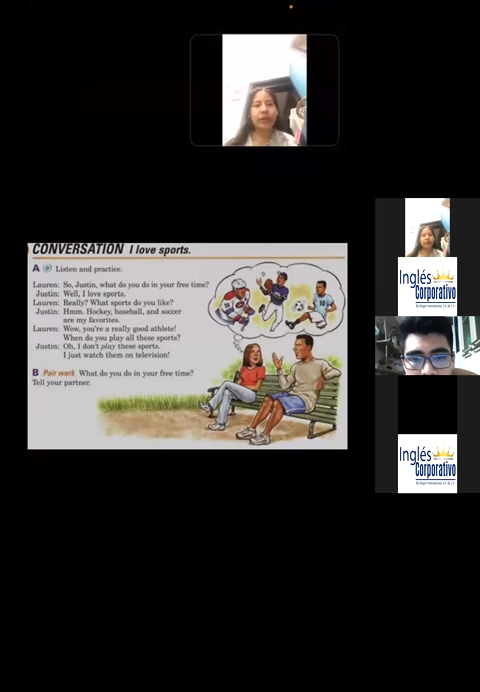 CONVERSATION I love sports.
A Listen and practice.
Lauren: So, Justin, what do you do in your free time?
Justin: Well, I love sports.
Lauren: Really? What sports do you like?
Justin: Hmm. Hockey, baseball, and soccer
are my favorites.
Lauren: Wow, you're a really good athlete!
When do you play all these sports?
Justin: Oh, I don't play these sports.
I just watch them on television!
B Pair work What do you do in your free time?
Tell your partner.
10
Inglés
Corporativo
Inglés
Corporativo